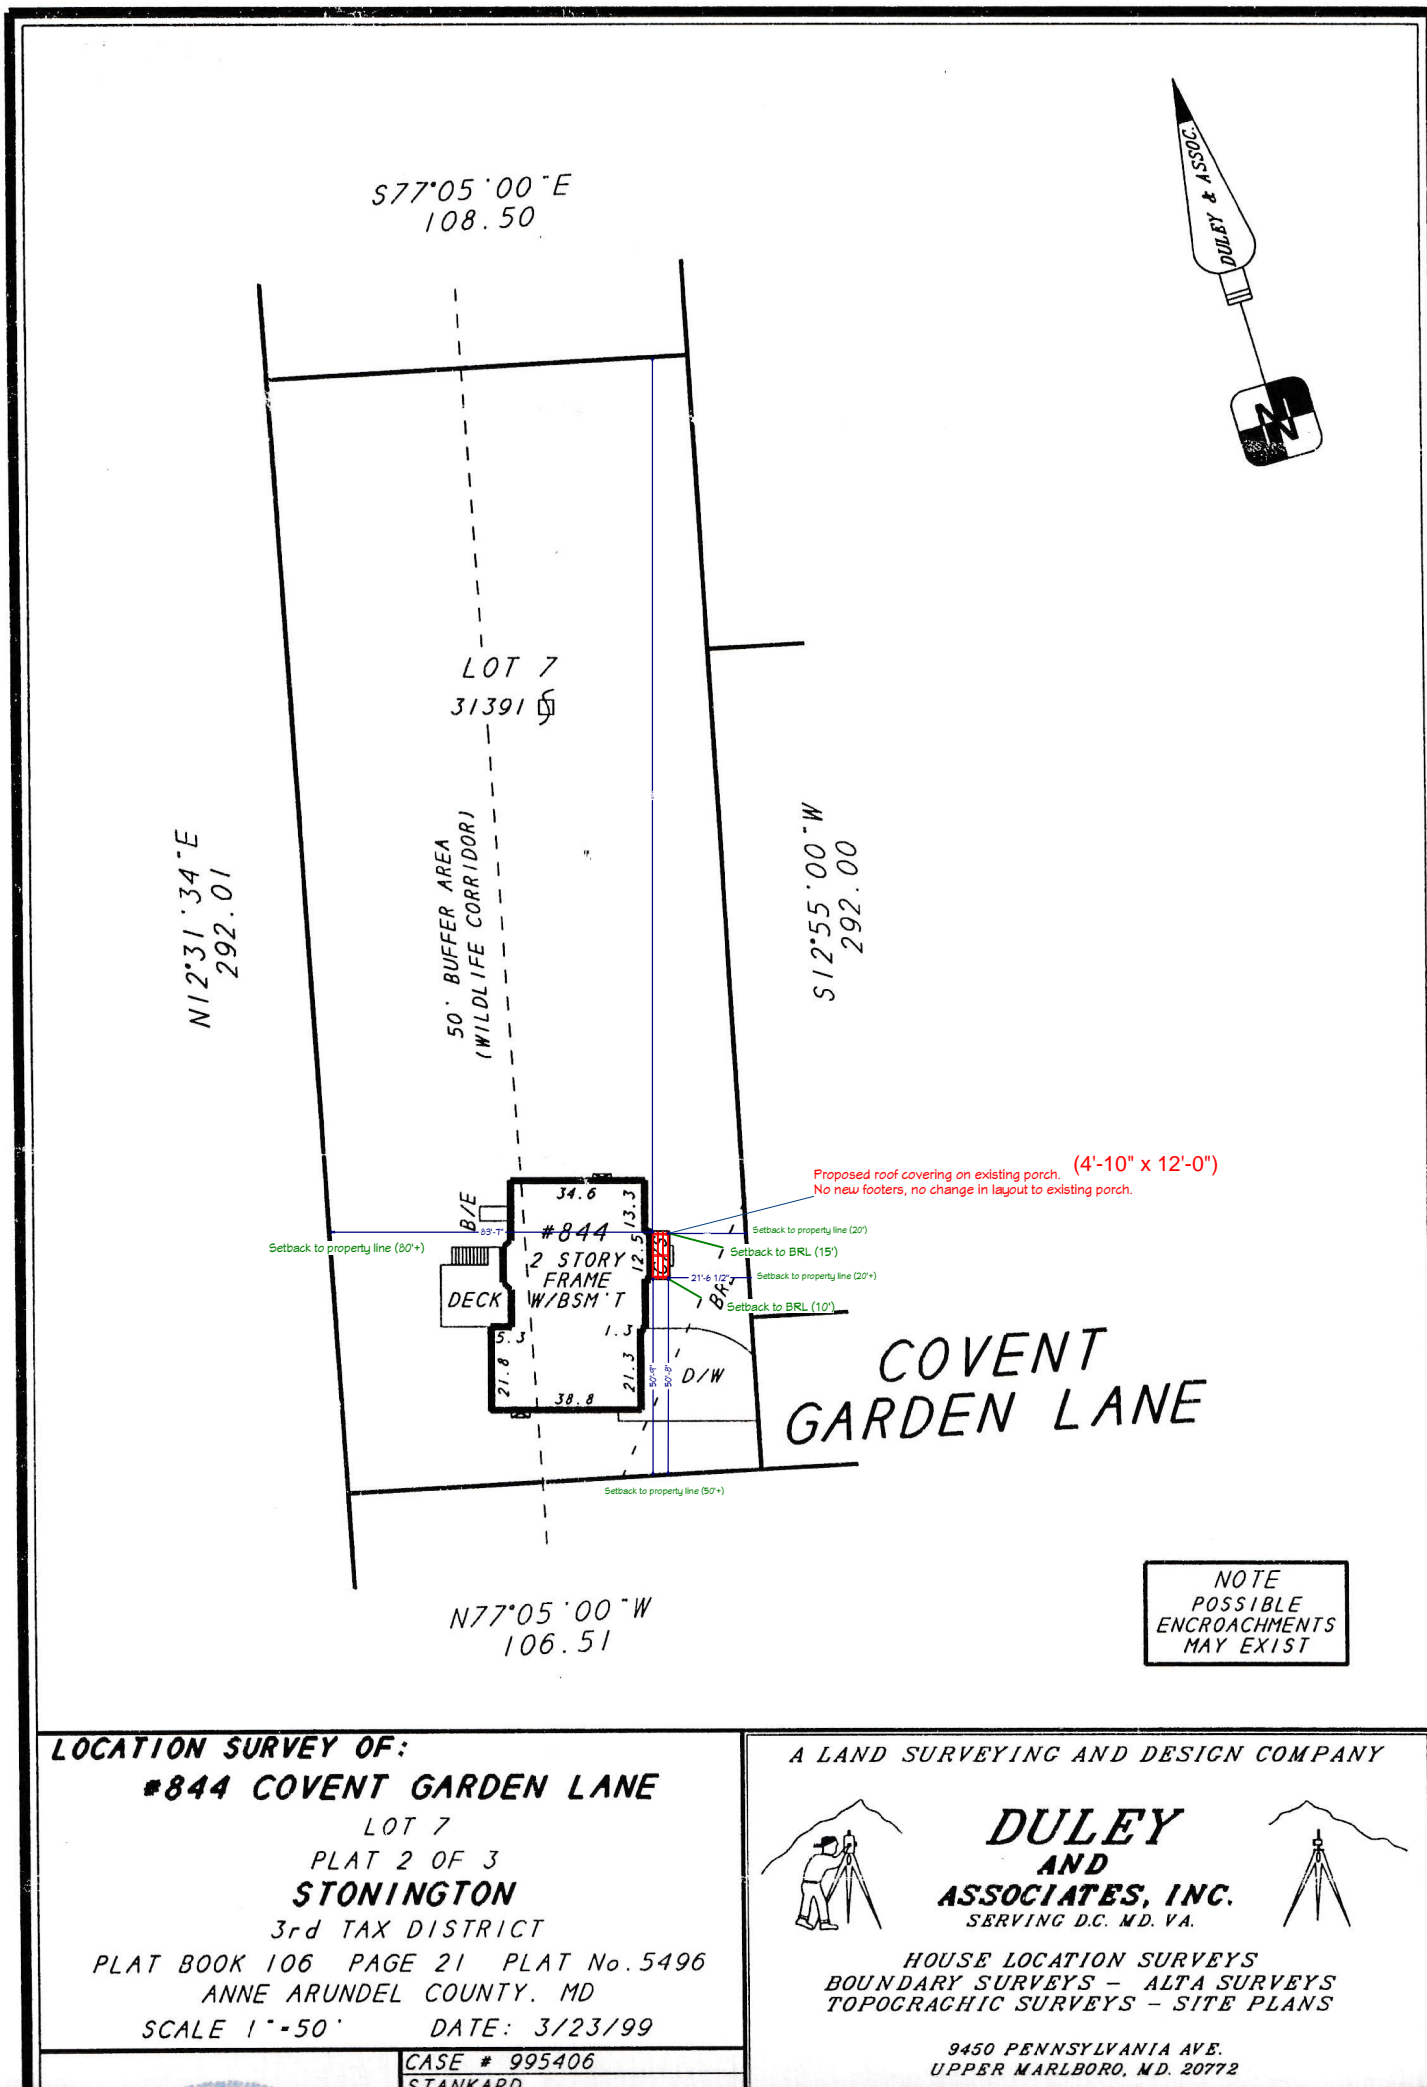 S77°05'00"E
108.50
DULEY & ASSOC.
N
LOT 7
31391
N12°31'34"E
292.01
50' BUFFER AREA
(WILDLIFE CORRIDOR)
S12°55'00"W
292.00
Proposed roof covering on existing porch. (4'-10" x 12'-0")
No new footers, no change in layout to existing porch.
34.6
13.3
B/E
83'-7"
#844
Setback to property line (20')
Setback to property line (80'+)
12.5
Setback to BRL (15')
2 STORY
FRAME
W/BSM'T
21'-6 1/2"
Setback to property line (20'+)
DECK
BRL
Setback to BRL (10')
5.3
1.3
21.8
21.3
D/W
50'-9"
50'-8"
38.8
COVENT
GARDEN LANE
Setback to property line (50'+)
N77°05'00"W
106.51
NOTE
POSSIBLE
ENCROACHMENTS
MAY EXIST
LOCATION SURVEY OF:
#844 COVENT GARDEN LANE
LOT 7
PLAT 2 OF 3
STONINGTON
3rd TAX DISTRICT
PLAT BOOK 106 PAGE 21 PLAT No.5496
ANNE ARUNDEL COUNTY. MD
SCALE 1"=50' DATE: 3/23/99
CASE # 995406
STANKARD
A LAND SURVEYING AND DESIGN COMPANY
DULEY
AND
ASSOCIATES, INC.
SERVING D.C. MD. VA.
HOUSE LOCATION SURVEYS
BOUNDARY SURVEYS - ALTA SURVEYS
TOPOGRACHIC SURVEYS - SITE PLANS
9450 PENNSYLVANIA AVE.
UPPER MARLBORO, MD. 20772